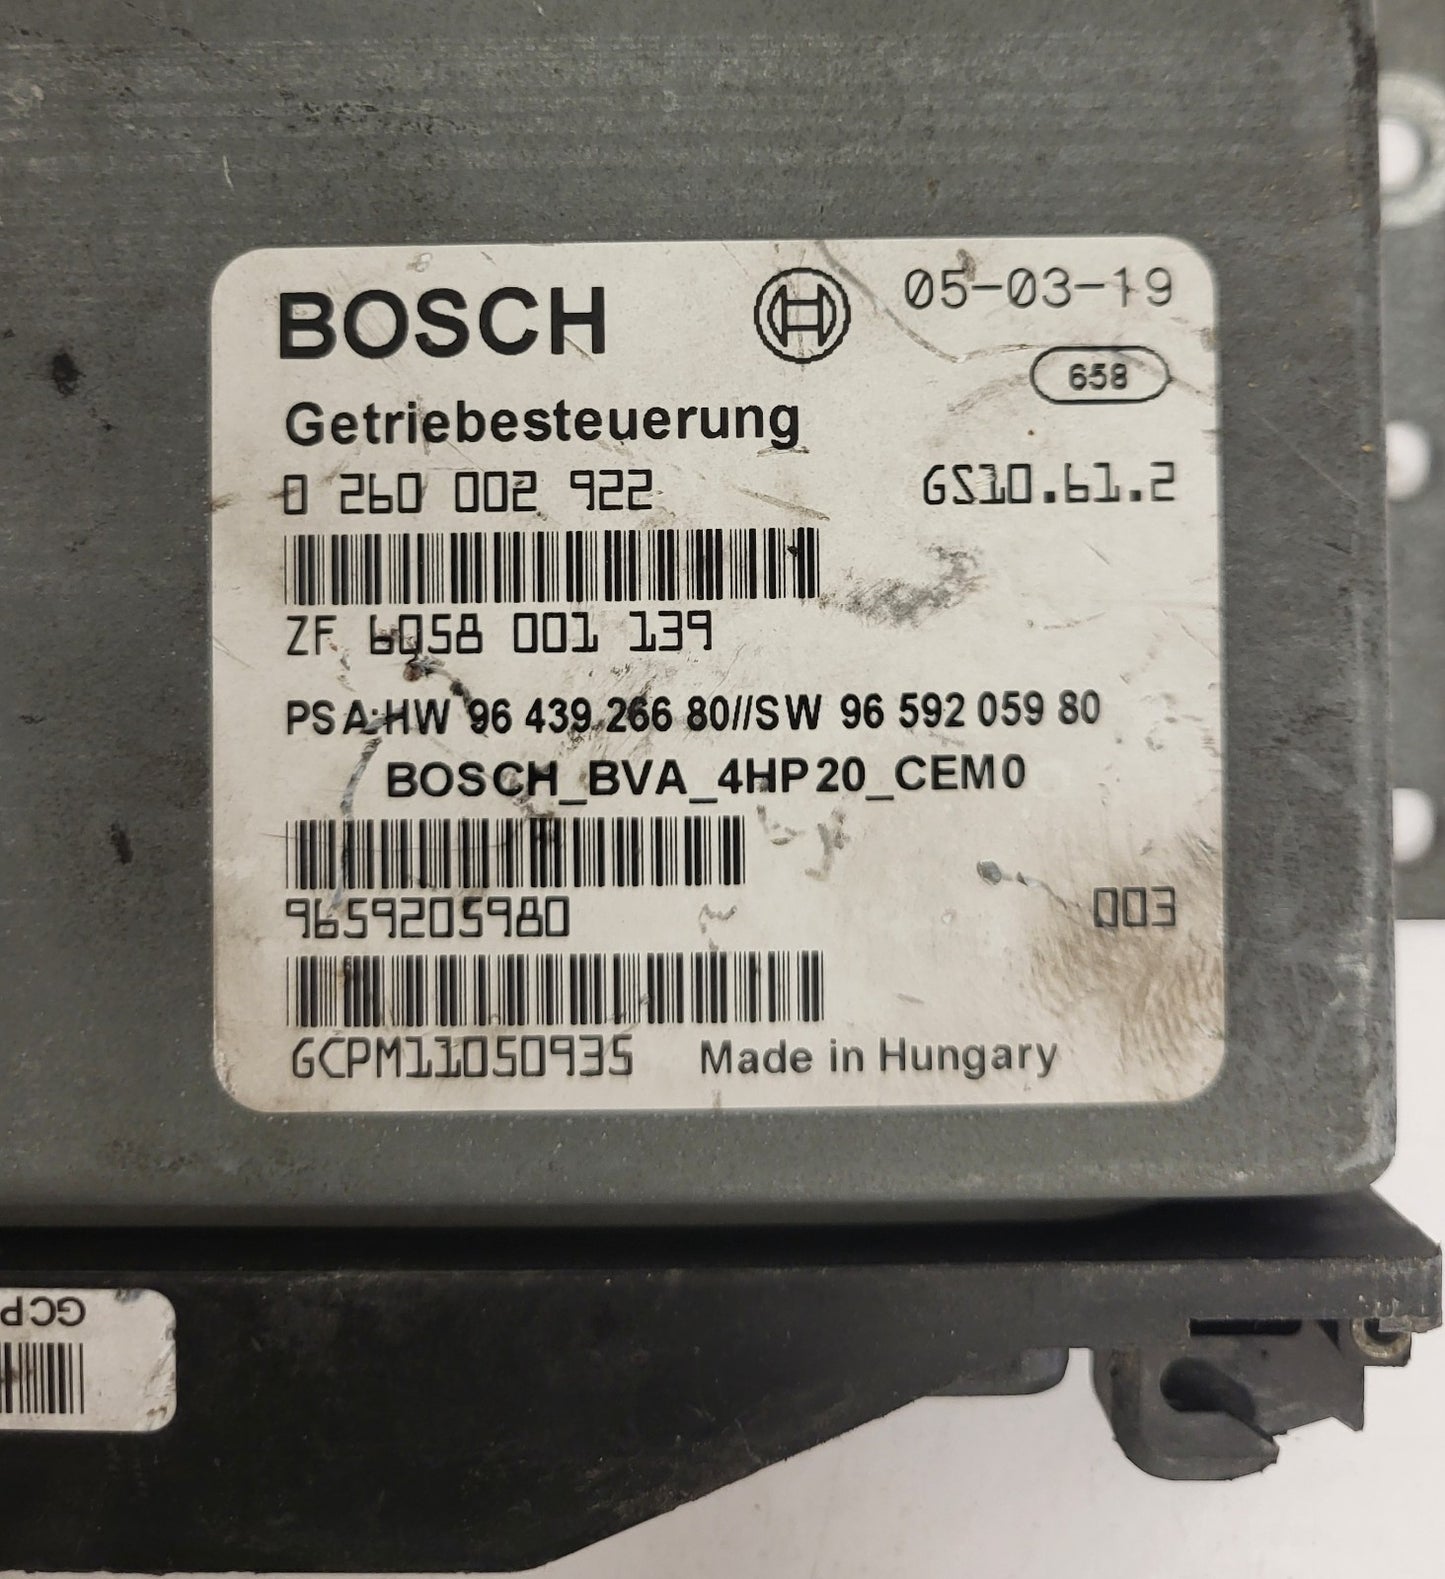 BOSCH 05-03-19
658
Getriebesteuerung
0 260 002 922 GS10.61.2
ZF 6058 001 139
PSA:HW 96 439 266 80//SW 96 592 059 80
BOSCH_BVA_4HP20_CEM0
9659205980 003
GCPM11050935 Made in Hungary
GCP